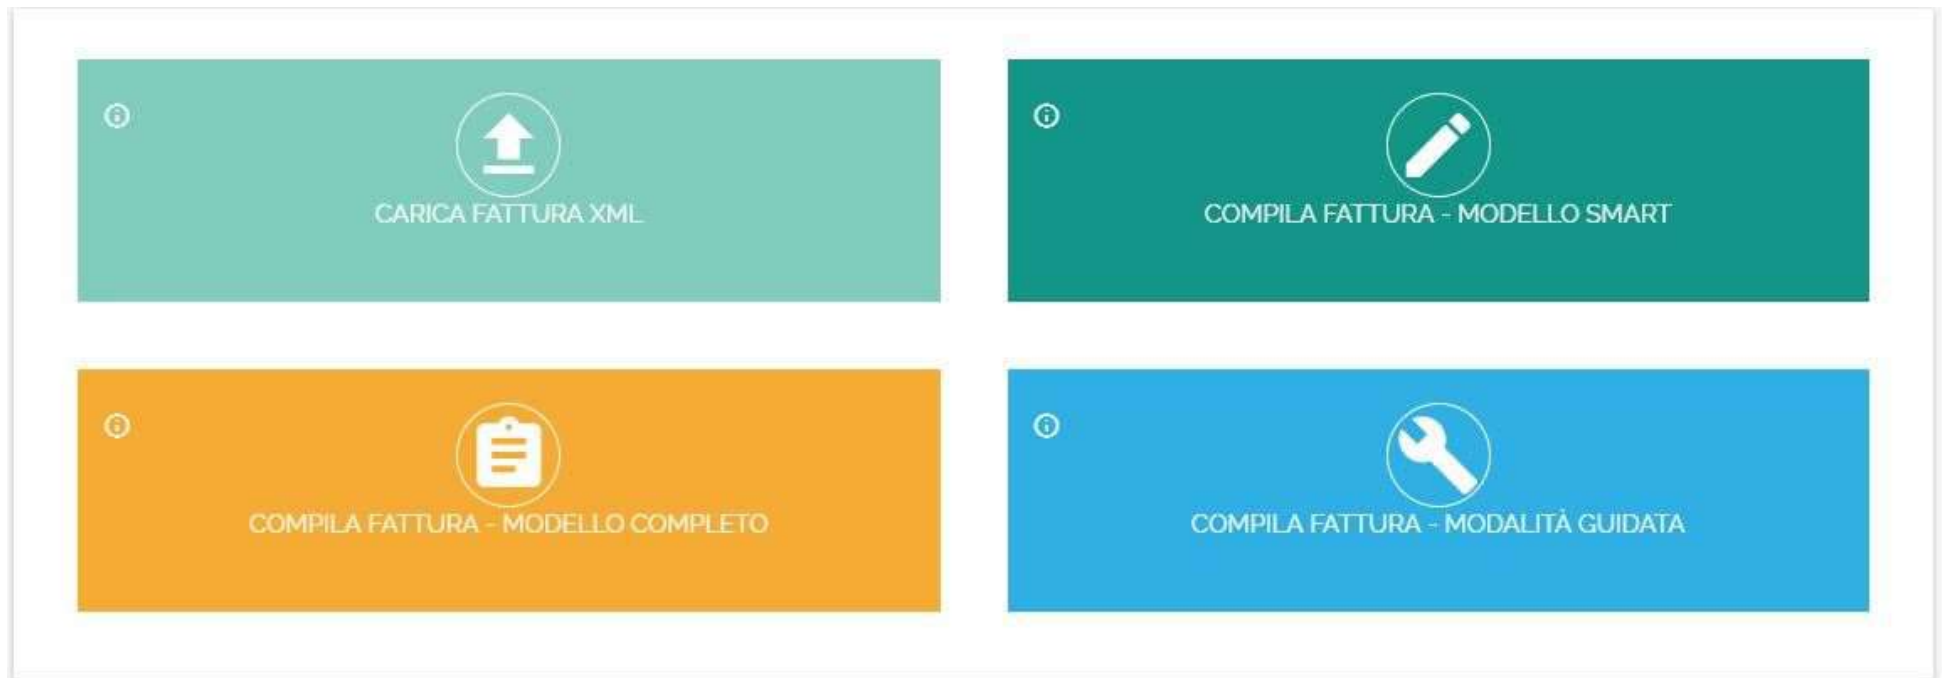 CARICA FATTURA XML
COMPILA FATTURA - MODELLO SMART
COMPILA FATTURA - MODELLO COMPLETO
COMPILA FATTURA - MODALITÀ GUIDATA